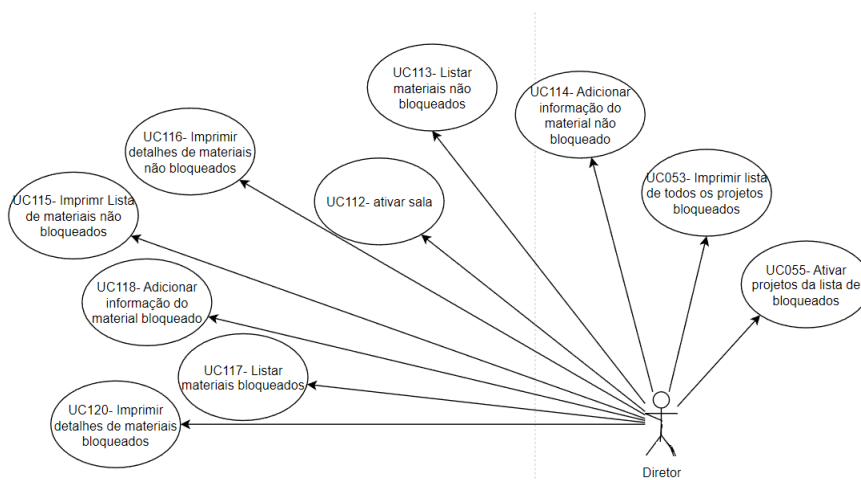 UC113- Listar
materiais não
bloqueados
UC114- Adicionar
informação do
material não
bloqueado
UC116- Imprimir
detalhes de materiais
não bloqueados
UC053- Imprimir lista
de todos os projetos
bloqueados
UC115- Imprimr Lista
de materiais não
bloqueados
UC112- ativar sala
UC055- Ativar
projetos da lista de
bloqueados
UC118- Adicionar
informação do
material bloqueado
UC117- Listar
materiais bloqueados
UC120- Imprimir
detalhes de materiais
bloqueados
Diretor